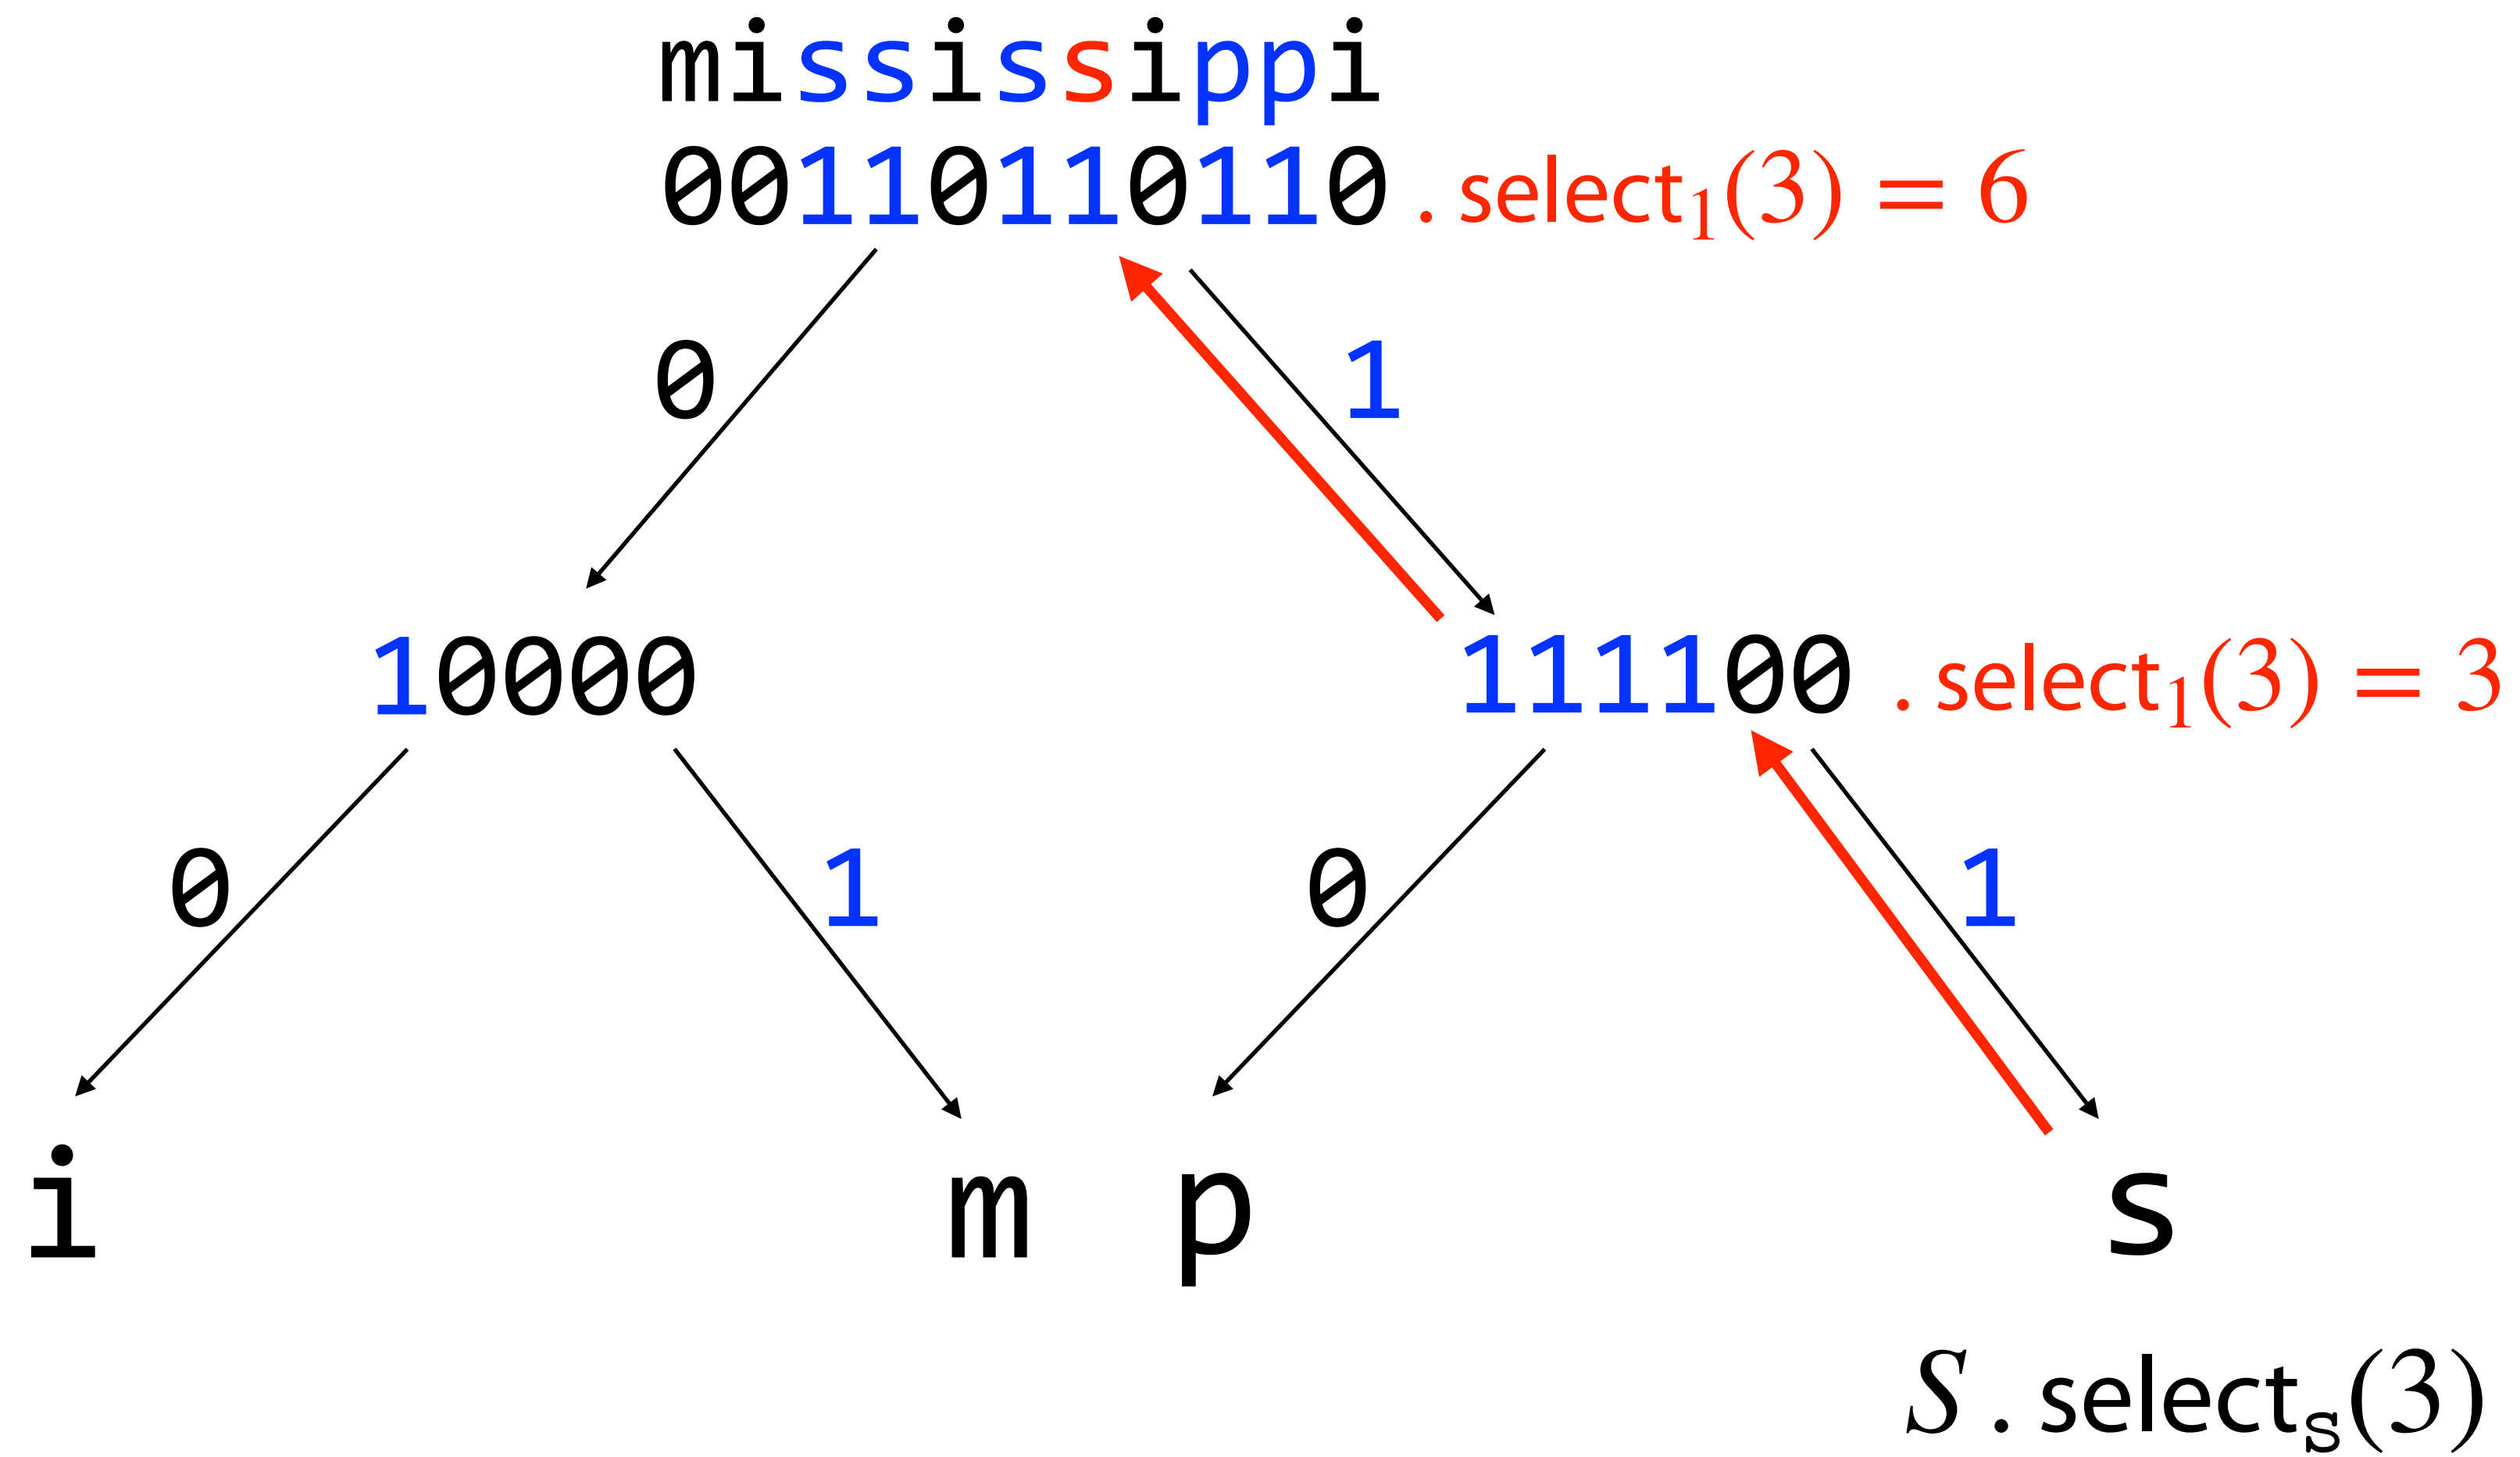 mississippi
00110110110 . select₁(3) = 6
0 1
10000 111100 . select₁(3) = 3
0 1 0 1
i m p s
S . selectₛ(3)